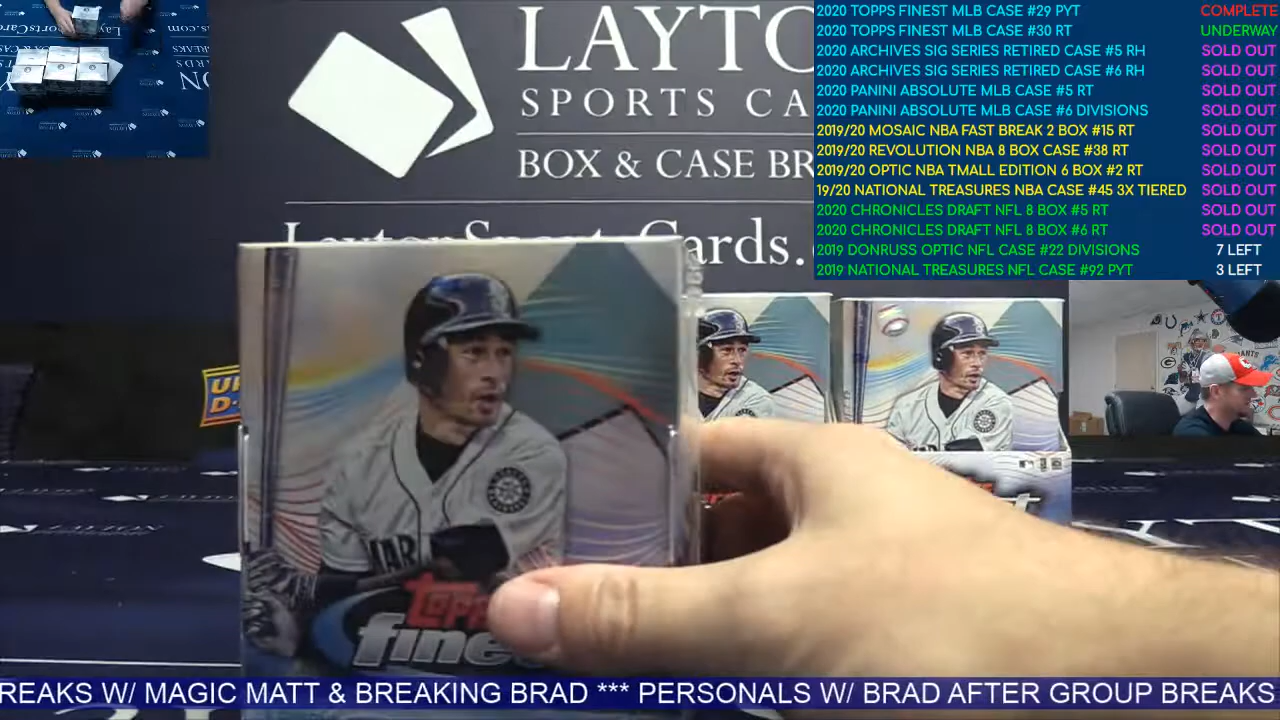 LAYTO
SPORTS CA
BOX & CASE BR
LaytonSportsCards.
2020 TOPPS FINEST MLB CASE #29 PYT COMPLETE
2020 TOPPS FINEST MLB CASE #30 RT UNDERWAY
2020 ARCHIVES SIG SERIES RETIRED CASE #5 RH SOLD OUT
2020 ARCHIVES SIG SERIES RETIRED CASE #6 RH SOLD OUT
2020 PANINI ABSOLUTE MLB CASE #5 RT SOLD OUT
2020 PANINI ABSOLUTE MLB CASE #6 DIVISIONS SOLD OUT
2019/20 MOSAIC NBA FAST BREAK 2 BOX #15 RT SOLD OUT
2019/20 REVOLUTION NBA 8 BOX CASE #38 RT SOLD OUT
2019/20 OPTIC NBA TMALL EDITION 6 BOX #2 RT SOLD OUT
19/20 NATIONAL TREASURES NBA CASE #45 3X TIERED SOLD OUT
2020 CHRONICLES DRAFT NFL 8 BOX #5 RT SOLD OUT
2020 CHRONICLES DRAFT NFL 8 BOX #6 RT SOLD OUT
2019 DONRUSS OPTIC NFL CASE #22 DIVISIONS 7 LEFT
2019 NATIONAL TREASURES NFL CASE #92 PYT 3 LEFT
UP
D
MAR
TOPPS
fines
REAKS W/ MAGIC MATT & BREAKING BRAD *** PERSONALS W/ BRAD AFTER GROUP BREAKS